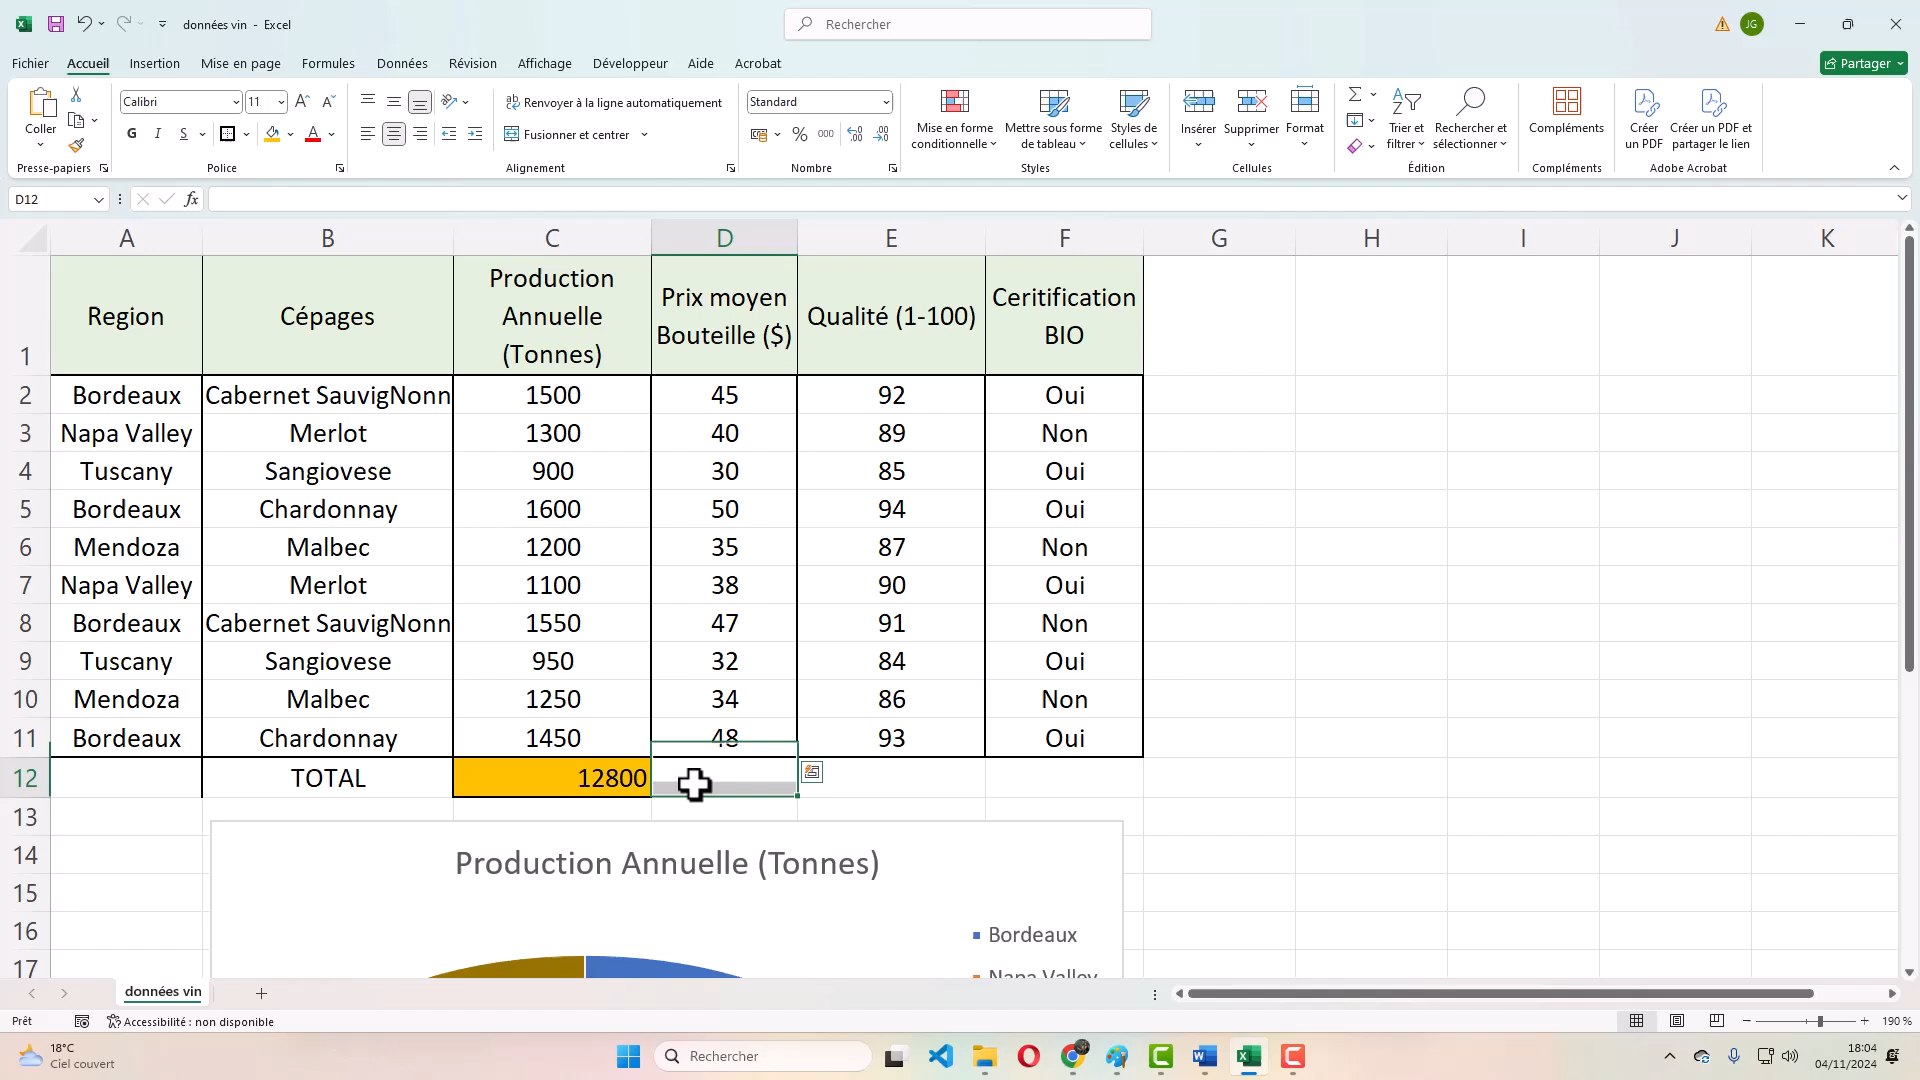 données vin - Excel
Rechercher
JG
Fichier Accueil Insertion Mise en page Formules Données Révision Affichage Développeur Aide Acrobat
Partager
Coller
Calibri 11
G I S
Renvoyer à la ligne automatiquement
Fusionner et centrer
Standard
% 000
Mise en forme conditionnelle
Mettre sous forme de tableau
Styles de cellules
Insérer Supprimer Format
Trier et filtrer
Rechercher et sélectionner
Compléments
Créer un PDF
Créer un PDF et partager le lien
Presse-papiers Police Alignement Nombre Styles Cellules Édition Compléments Adobe Acrobat
D12 fx
A B C D E F G H I J K
1 Region Cépages Production Annuelle (Tonnes) Prix moyen Bouteille ($) Qualité (1-100) Ceritification BIO
2 Bordeaux Cabernet SauvigNonn 1500 45 92 Oui
3 Napa Valley Merlot 1300 40 89 Non
4 Tuscany Sangiovese 900 30 85 Oui
5 Bordeaux Chardonnay 1600 50 94 Oui
6 Mendoza Malbec 1200 35 87 Non
7 Napa Valley Merlot 1100 38 90 Oui
8 Bordeaux Cabernet SauvigNonn 1550 47 91 Non
9 Tuscany Sangiovese 950 32 84 Oui
10 Mendoza Malbec 1250 34 86 Non
11 Bordeaux Chardonnay 1450 48 93 Oui
12 TOTAL 12800
13
14 Production Annuelle (Tonnes)
15
16 Bordeaux
17 Napa Valley
données vin
Prêt Accessibilité : non disponible
190 %
18°C
Ciel couvert
Rechercher
18:04
04/11/2024